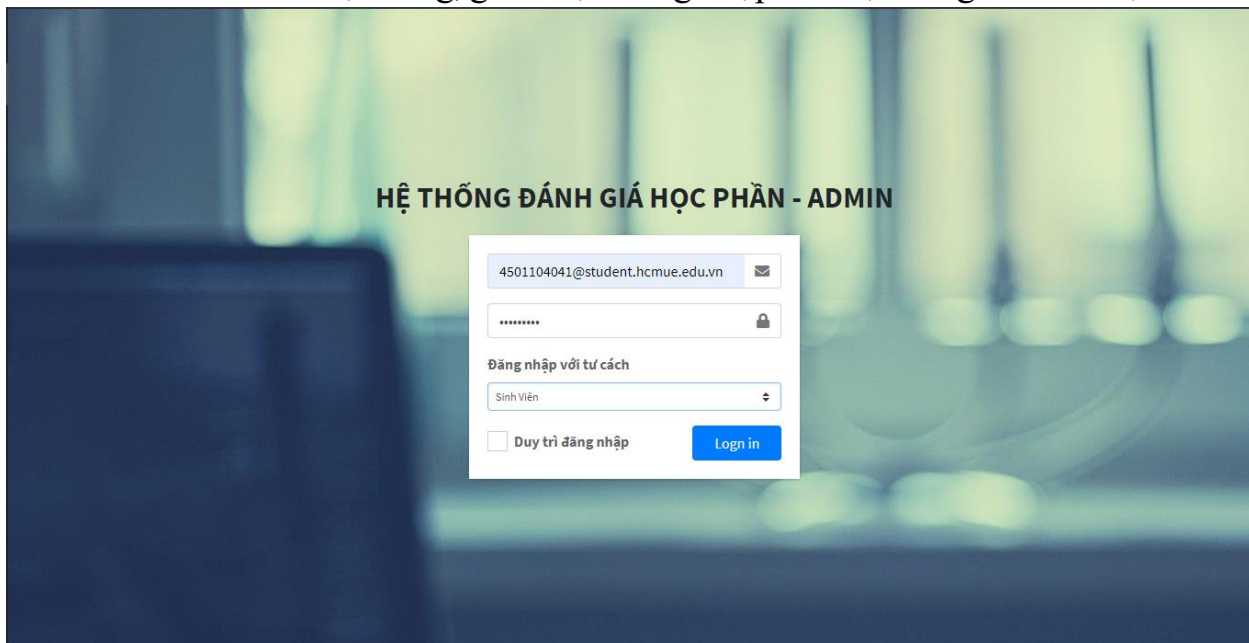 HỆ THỐNG ĐÁNH GIÁ HỌC PHẦN - ADMIN
4501104041@student.hcmue.edu.vn
•••••••••
Đăng nhập với tư cách
Sinh Viên
Duy trì đăng nhập
Logn in